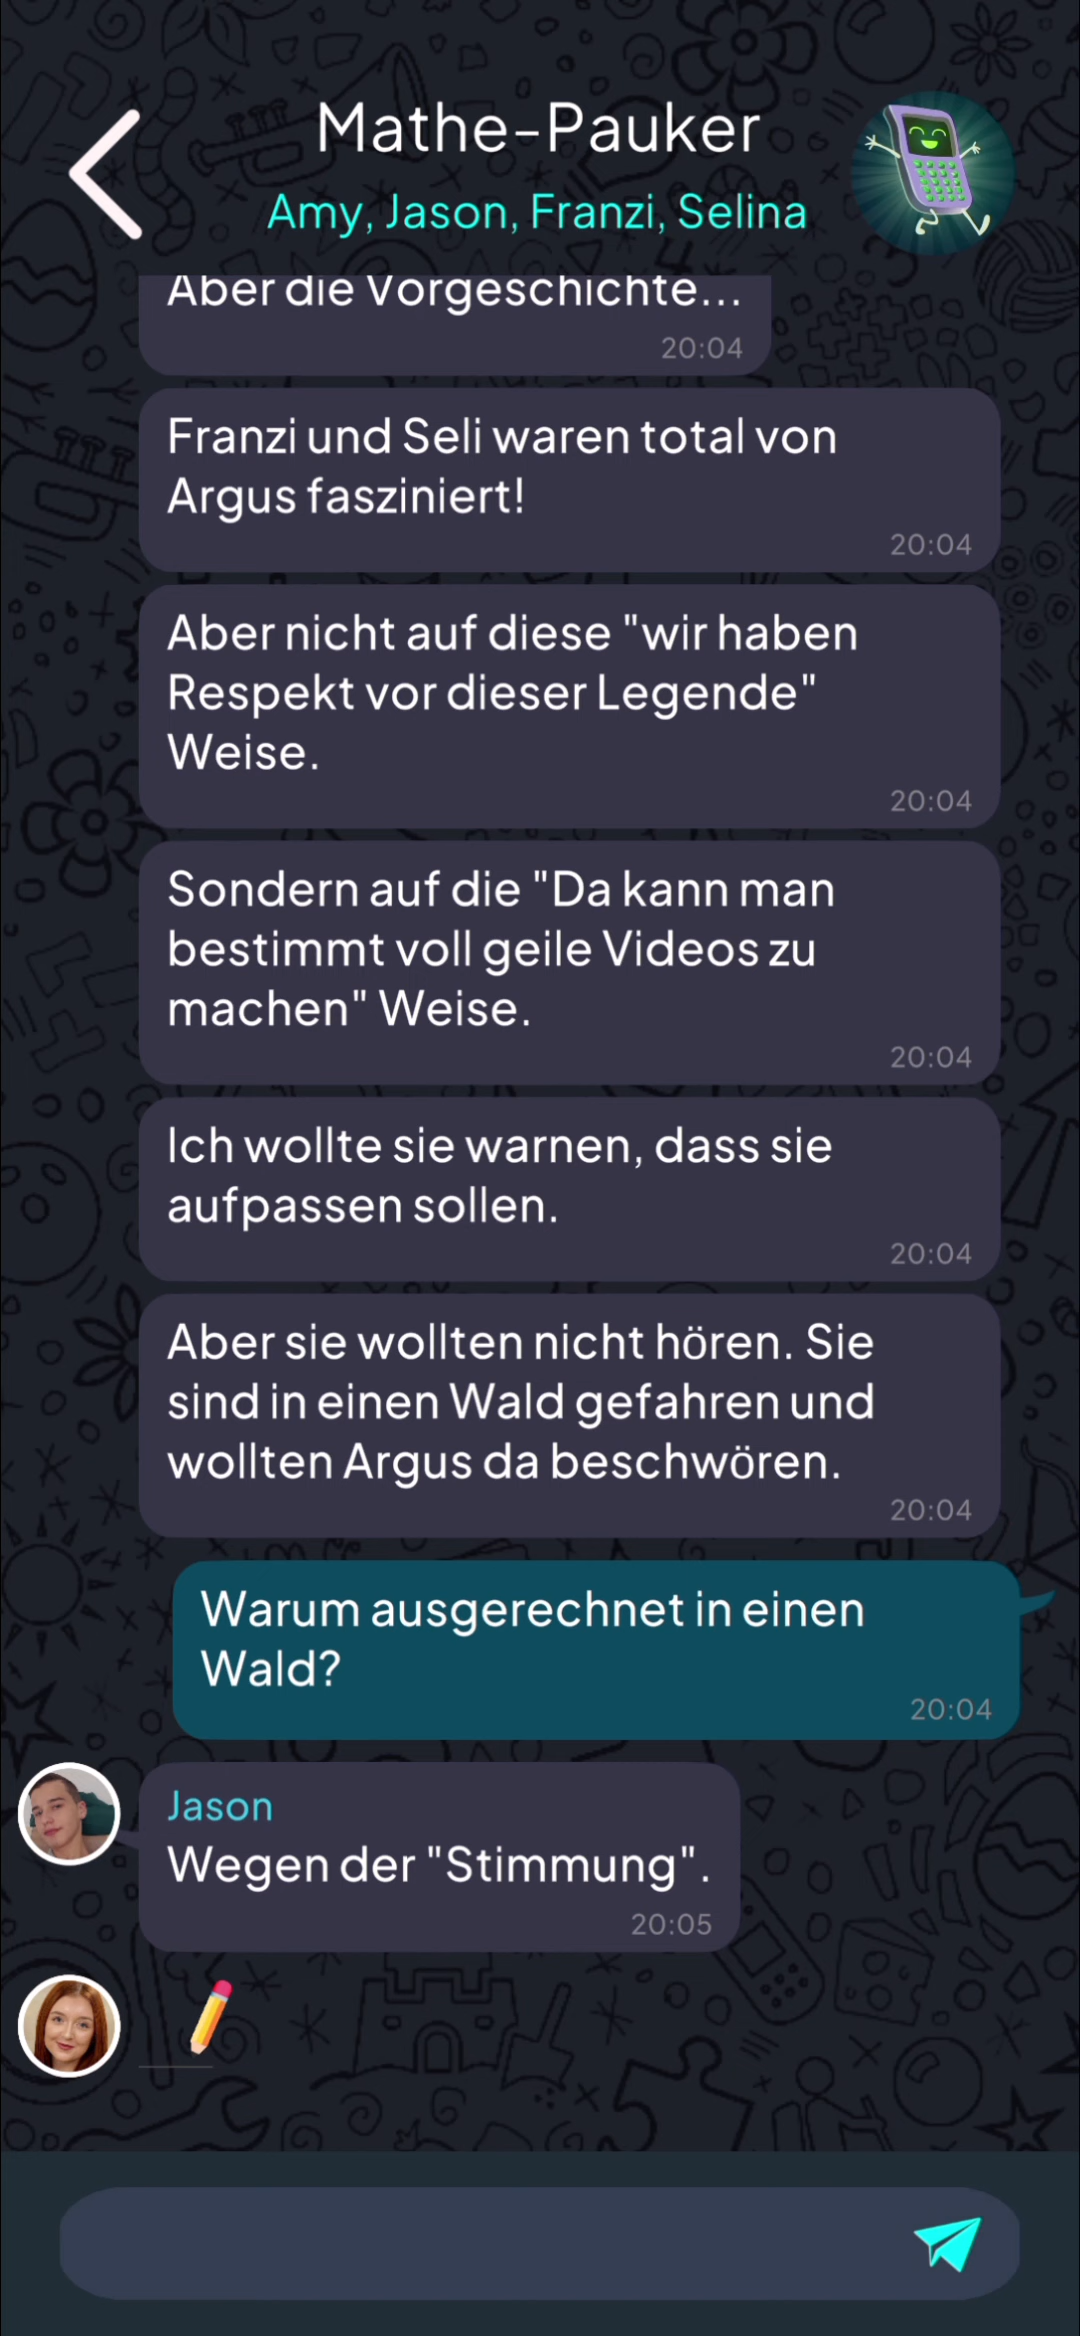 Mathe-Pauker
Amy, Jason, Franzi, Selina
Aber die Vorgeschichte...
20:04
Franzi und Seli waren total von
Argus fasziniert!
20:04
Aber nicht auf diese "wir haben
Respekt vor dieser Legende"
Weise.
20:04
Sondern auf die "Da kann man
bestimmt voll geile Videos zu
machen" Weise.
20:04
Ich wollte sie warnen, dass sie
aufpassen sollen.
20:04
Aber sie wollten nicht hören. Sie
sind in einen Wald gefahren und
wollten Argus da beschwören.
20:04
Warum ausgerechnet in einen
Wald?
20:04
Jason
Wegen der "Stimmung".
20:05